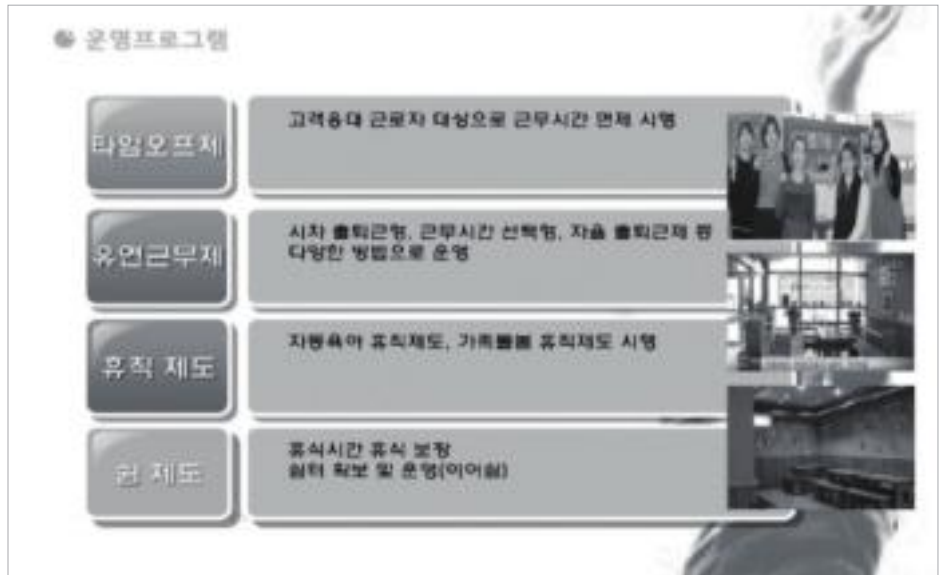 운영프로그램
타임오프제
고객응대 근로자 대상으로 근무시간 면제 시행
유연근무제
시차 출퇴근형, 근무시간 선택형, 자율 출퇴근제 등
다양한 방법으로 운영
휴직 제도
자동육아 휴직제도, 가족돌봄 휴직제도 시행
쉼 제도
휴식시간 휴식 보장
쉼터 확보 및 운영(이어쉼)